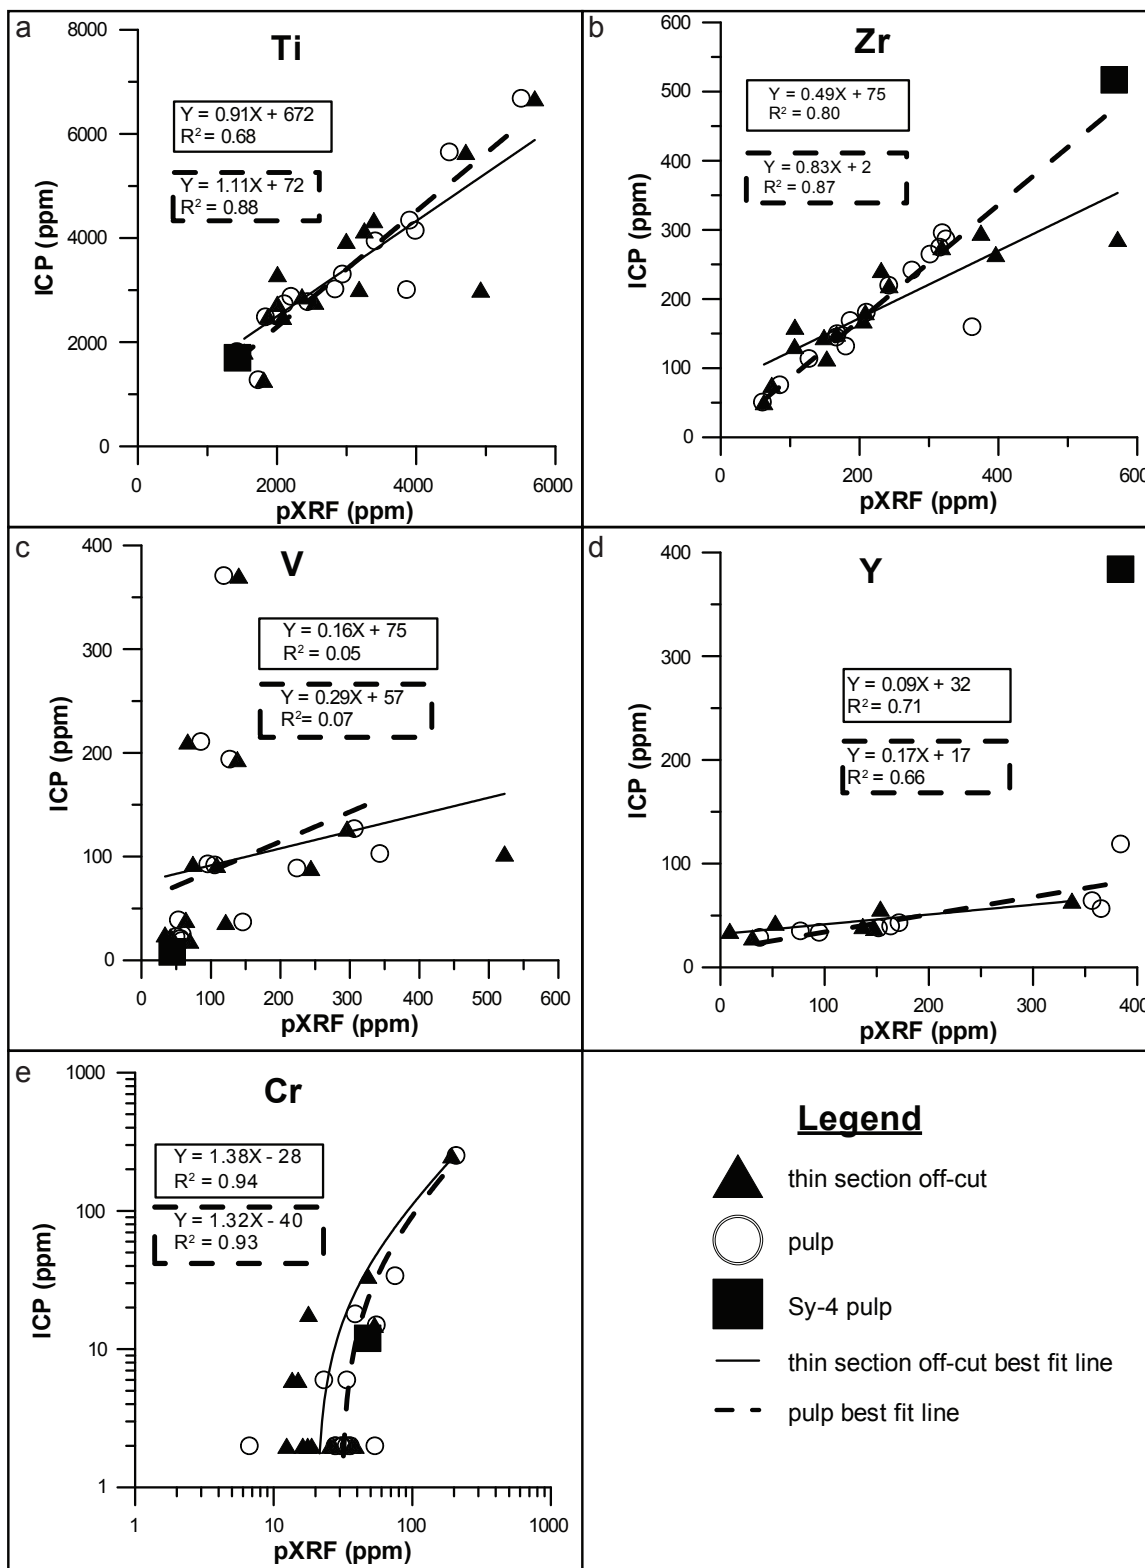 a
Ti
8000
6000
4000
2000
0
ICP (ppm)
Y = 0.91X + 672
R² = 0.68
Y = 1.11X + 72
R² = 0.88
0 2000 4000 6000
pXRF (ppm)
b
Zr
600
500
400
300
200
100
0
ICP (ppm)
Y = 0.49X + 75
R² = 0.80
Y = 0.83X + 2
R² = 0.87
0 200 400 600
pXRF (ppm)
c
V
400
300
200
100
0
ICP (ppm)
Y = 0.16X + 75
R² = 0.05
Y = 0.29X + 57
R²= 0.07
0 100 200 300 400 500 600
pXRF (ppm)
d
Y
400
300
200
100
0
ICP (ppm)
Y = 0.09X + 32
R² = 0.71
Y = 0.17X + 17
R² = 0.66
0 100 200 300 400
pXRF (ppm)
e
Cr
1000
100
10
1
ICP (ppm)
Y = 1.38X - 28
R² = 0.94
Y = 1.32X - 40
R² = 0.93
1 10 100 1000
pXRF (ppm)
Legend
thin section off-cut
pulp
Sy-4 pulp
thin section off-cut best fit line
pulp best fit line